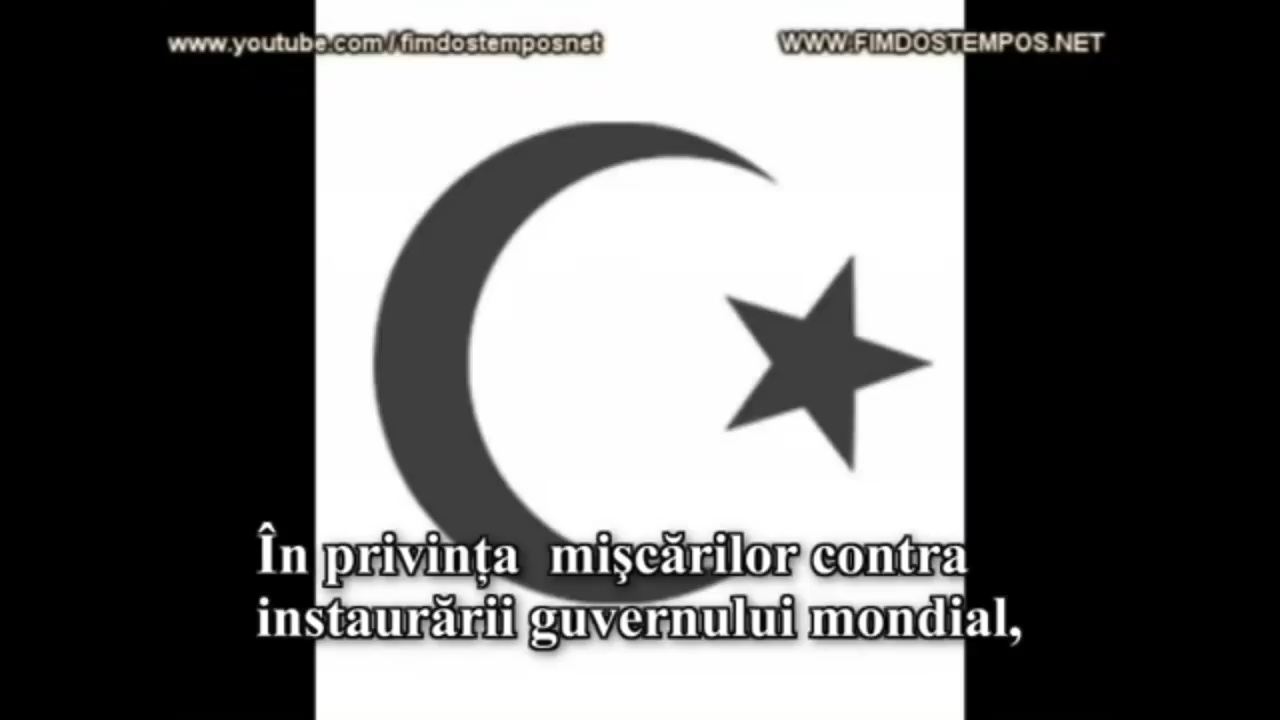 www.youtube.com/fimdostemposnet WWW.FIMDOSTEMPOS.NET
În privința mişcărilor contra
instaurării guvernului mondial,